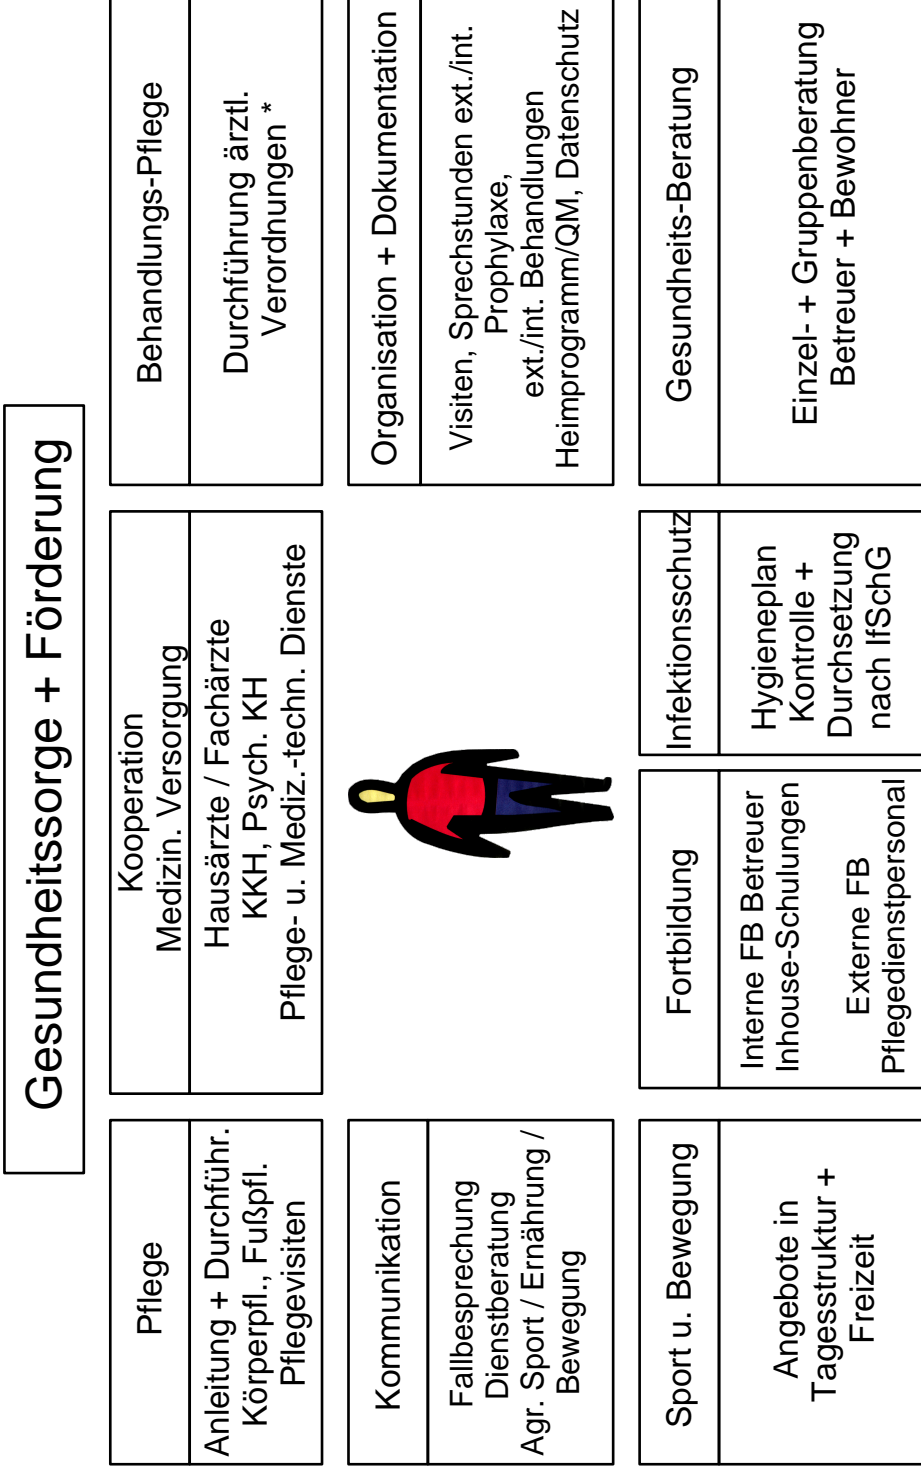 Gesundheitssorge + Förderung
Pflege
Anleitung + Durchführ.
Körperpfl., Fußpfl.
Pflegevisiten
Kooperation
Medizin. Versorgung
Hausärzte / Fachärzte
KKH, Psych. KH
Pflege- u. Mediz.-techn. Dienste
Behandlungs-Pflege
Durchführung ärztl.
Verordnungen *
Kommunikation
Fallbesprechung
Dienstberatung
Agr. Sport / Ernährung /
Bewegung
Organisation + Dokumentation
Visiten, Sprechstunden ext./int.
Prophylaxe,
ext./int. Behandlungen
Heimprogramm/QM, Datenschutz
Sport u. Bewegung
Angebote in
Tagesstruktur +
Freizeit
Fortbildung
Interne FB Betreuer
Inhouse-Schulungen
Externe FB
Pflegedienstpersonal
Infektionsschutz
Hygieneplan
Kontrolle +
Durchsetzung
nach IfSchG
Gesundheits-Beratung
Einzel- + Gruppenberatung
Betreuer + Bewohner